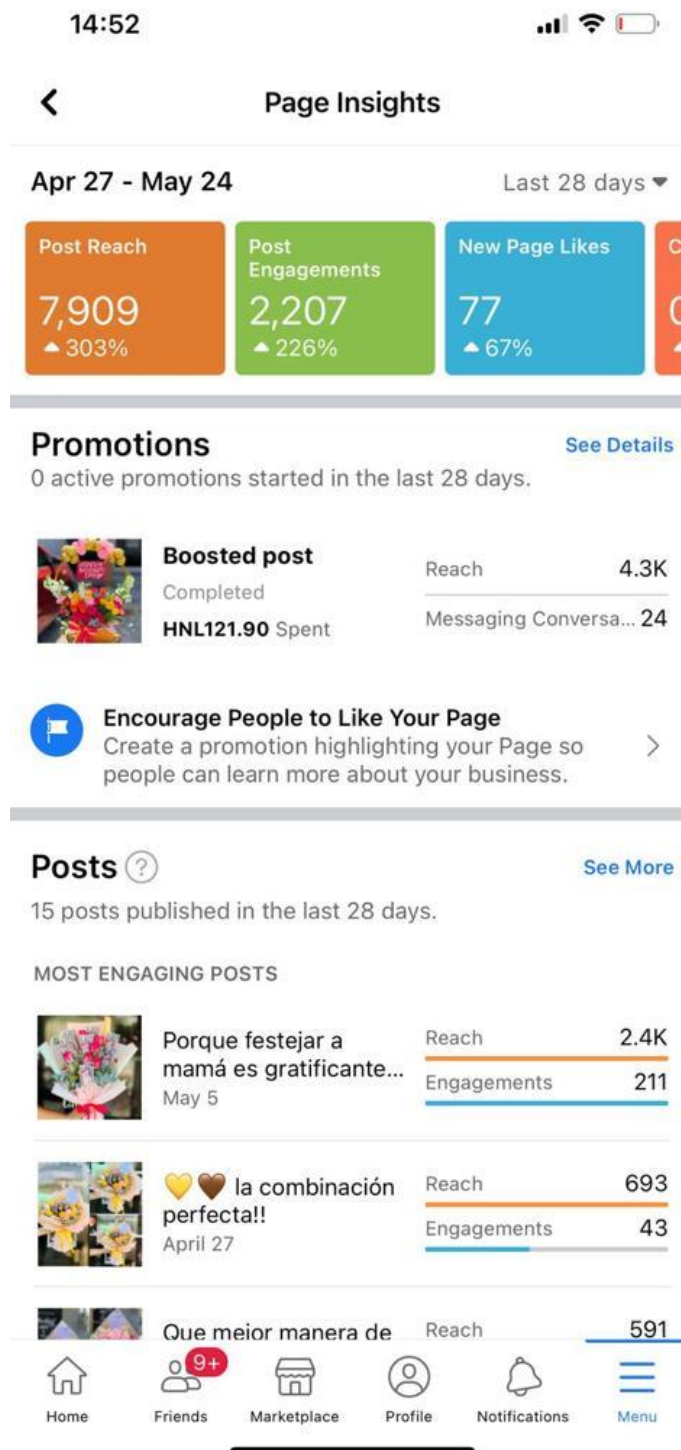 14:52
Page Insights
Apr 27 - May 24
Last 28 days
Post Reach
7,909
303%
Post
Engagements
2,207
226%
New Page Likes
77
67%
C
Promotions
See Details
0 active promotions started in the last 28 days.
Boosted post
Completed
HNL121.90 Spent
Reach 4.3K
Messaging Conversa... 24
Encourage People to Like Your Page
Create a promotion highlighting your Page so
people can learn more about your business.
Posts ?
See More
15 posts published in the last 28 days.
MOST ENGAGING POSTS
Porque festejar a
mamá es gratificante...
May 5
Reach 2.4K
Engagements 211
💛🤎 la combinación
perfecta!!
April 27
Reach 693
Engagements 43
Que mejor manera de
Reach 591
9+
Home
Friends
Marketplace
Profile
Notifications
Menu